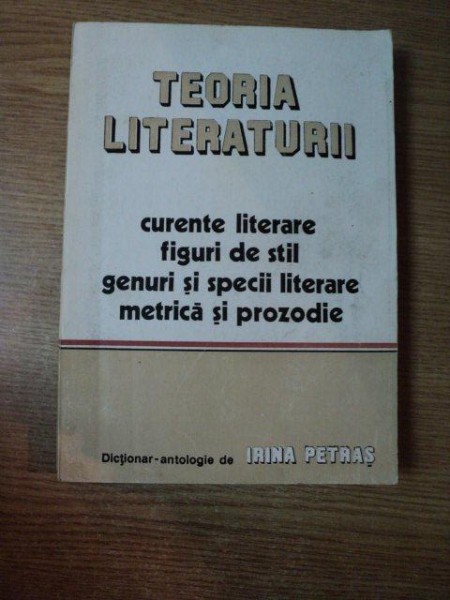 TEORIA
LITERATURII
curente literare
figuri de stil
genuri și specii literare
metrică și prozodie
Dicționar-antologie de IRINA PETRAȘ